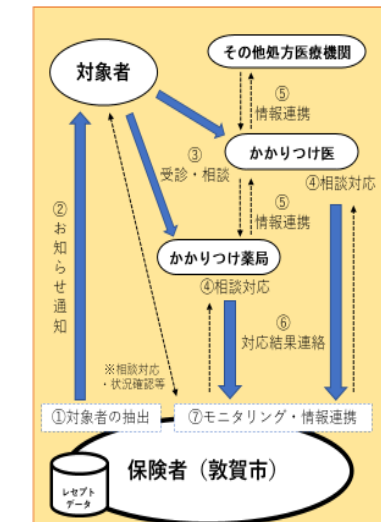 その他処方医療機関
対象者
⑤
情報連携
③
受診・相談
かかりつけ医
④相談対応
②
お知らせ通知
⑤
情報連携
かかりつけ薬局
④相談対応
⑥
対応結果連絡
※相談対応
・状況確認等
①対象者の抽出
⑦モニタリング・情報連携
保険者（敦賀市）
レセプト
データ